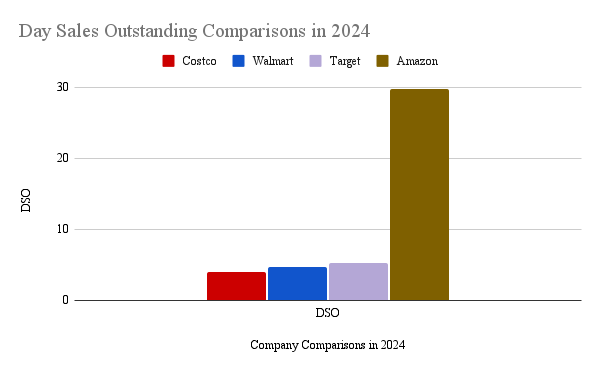 Day Sales Outstanding Comparisons in 2024
Costco Walmart Target Amazon
30
20
10
0
DSO
DSO
Company Comparisons in 2024